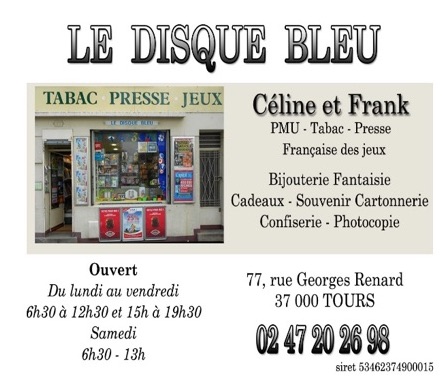 LE DISQUE BLEU
TABAC PRESSE JEUX
LE DISQUE BLEU
Céline et Frank
PMU - Tabac - Presse
Française des jeux
Bijouterie Fantaisie
Cadeaux - Souvenir Cartonnerie
Confiserie - Photocopie
Ouvert
Du lundi au vendredi
6h30 à 12h30 et 15h à 19h30
Samedi
6h30 - 13h
77, rue Georges Renard
37 000 TOURS
02 47 20 26 98
siret 53462374900015